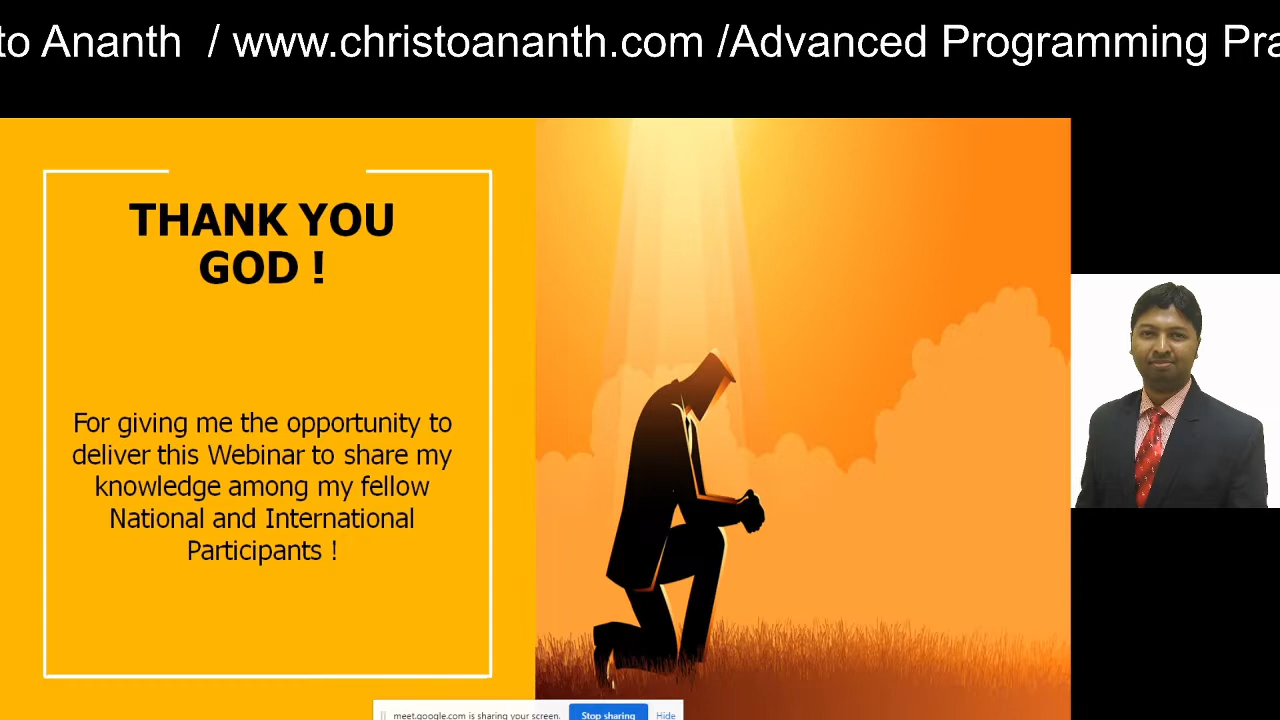 to Ananth / www.christoananth.com /Advanced Programming Pra
THANK YOU
GOD !
For giving me the opportunity to
deliver this Webinar to share my
knowledge among my fellow
National and International
Participants !
meet.google.com is sharing your screen.
Stop sharing
Hide